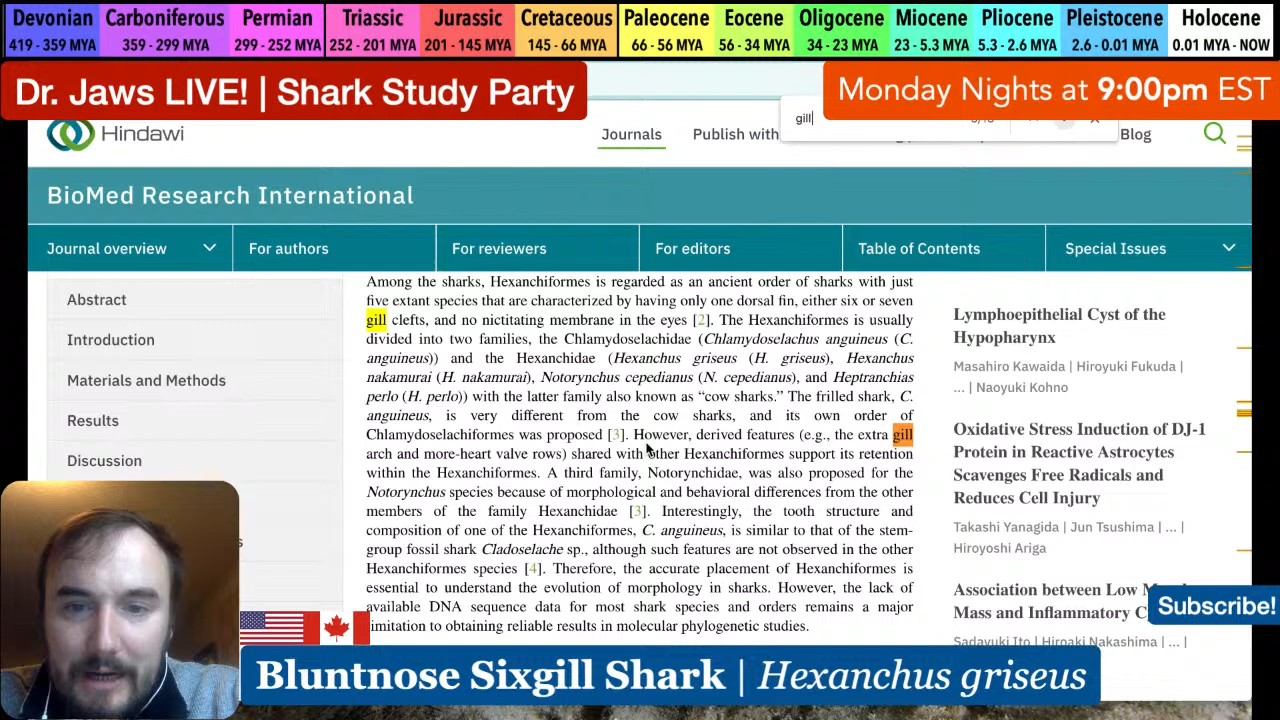 Devonian Carboniferous Permian Triassic Jurassic Cretaceous Paleocene Eocene Oligocene Miocene Pliocene Pleistocene Holocene
419 - 359 MYA 359 - 299 MYA 299 - 252 MYA 252 - 201 MYA 201 - 145 MYA 145 - 66 MYA 66 - 56 MYA 56 - 34 MYA 34 - 23 MYA 23 - 5.3 MYA 5.3 - 2.6 MYA 2.6 - 0.01 MYA 0.01 MYA - NOW
Dr. Jaws LIVE! | Shark Study Party
Monday Nights at 9:00pm EST
gill
Hindawi
Journals Publish with Blog
BioMed Research International
Journal overview For authors For reviewers For editors Table of Contents Special Issues
Abstract
Introduction
Materials and Methods
Results
Discussion
Among the sharks, Hexanchiformes is regarded as an ancient order of sharks with just
five extant species that are characterized by having only one dorsal fin, either six or seven
gill clefts, and no nictitating membrane in the eyes [2]. The Hexanchiformes is usually
divided into two families, the Chlamydoselachidae (Chlamydoselachus anguineus (C.
anguineus)) and the Hexanchidae (Hexanchus griseus (H. griseus), Hexanchus
nakamurai (H. nakamurai), Notorynchus cepedianus (N. cepedianus), and Heptranchias
perlo (H. perlo)) with the latter family also known as “cow sharks.” The frilled shark, C.
anguineus, is very different from the cow sharks, and its own order of
Chlamydoselachiformes was proposed [3]. However, derived features (e.g., the extra gill
arch and more-heart valve rows) shared with other Hexanchiformes support its retention
within the Hexanchiformes. A third family, Notorynchidae, was also proposed for the
Notorynchus species because of morphological and behavioral differences from the other
members of the family Hexanchidae [3]. Interestingly, the tooth structure and
composition of one of the Hexanchiformes, C. anguineus, is similar to that of the stem-
group fossil shark Cladoselache sp., although such features are not observed in the other
Hexanchiformes species [4]. Therefore, the accurate placement of Hexanchiformes is
essential to understand the evolution of morphology in sharks. However, the lack of
available DNA sequence data for most shark species and orders remains a major
limitation to obtaining reliable results in molecular phylogenetic studies.
Lymphoepithelial Cyst of the
Hypopharynx
Masahiro Kawaida | Hiroyuki Fukuda |
... | Naoyuki Kohno
Oxidative Stress Induction of DJ-1
Protein in Reactive Astrocytes
Scavenges Free Radicals and
Reduces Cell Injury
Takashi Yanagida | Jun Tsushima | ... |
Hiroyoshi Ariga
Association between Low
Mass and Inflammatory
Sadayuki Ito | Hiroaki Nakashima | ... |
Subscribe!
Bluntnose Sixgill Shark | Hexanchus griseus